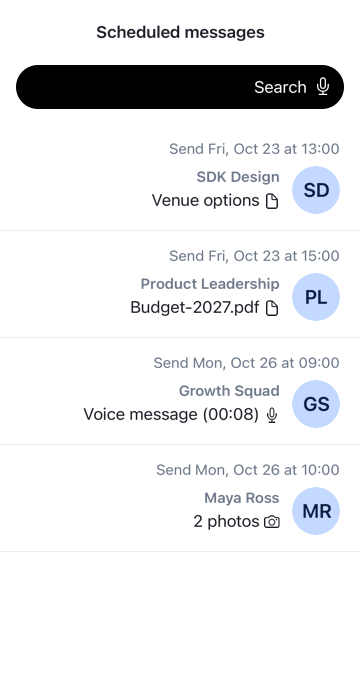 Scheduled messages
Search
Send Fri, Oct 23 at 13:00
SDK Design
Venue options
SD
Send Fri, Oct 23 at 15:00
Product Leadership
Budget-2027.pdf
PL
Send Mon, Oct 26 at 09:00
Growth Squad
Voice message (00:08)
GS
Send Mon, Oct 26 at 10:00
Maya Ross
2 photos
MR